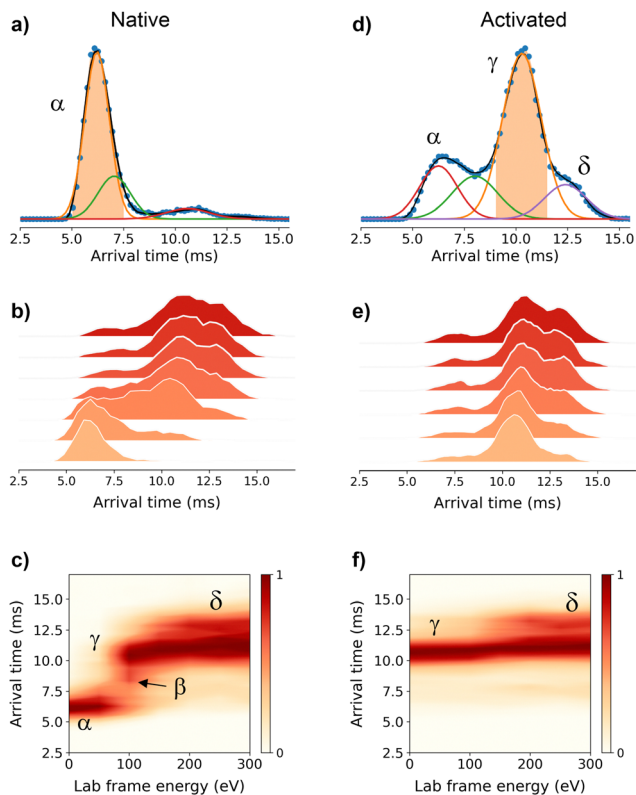 a) Native
α
2.5 5.0 7.5 10.0 12.5 15.0
Arrival time (ms)
d) Activated
α γ δ
2.5 5.0 7.5 10.0 12.5 15.0
Arrival time (ms)
b)
2.5 5.0 7.5 10.0 12.5 15.0
Arrival time (ms)
e)
2.5 5.0 7.5 10.0 12.5 15.0
Arrival time (ms)
c)
Arrival time (ms)
15.0
12.5
10.0
7.5
5.0
2.5
δ
γ
β
α
0 100 200 300
Lab frame energy (eV)
1
0
f)
Arrival time (ms)
15.0
12.5
10.0
7.5
5.0
2.5
δ
γ
0 100 200 300
Lab frame energy (eV)
1
0